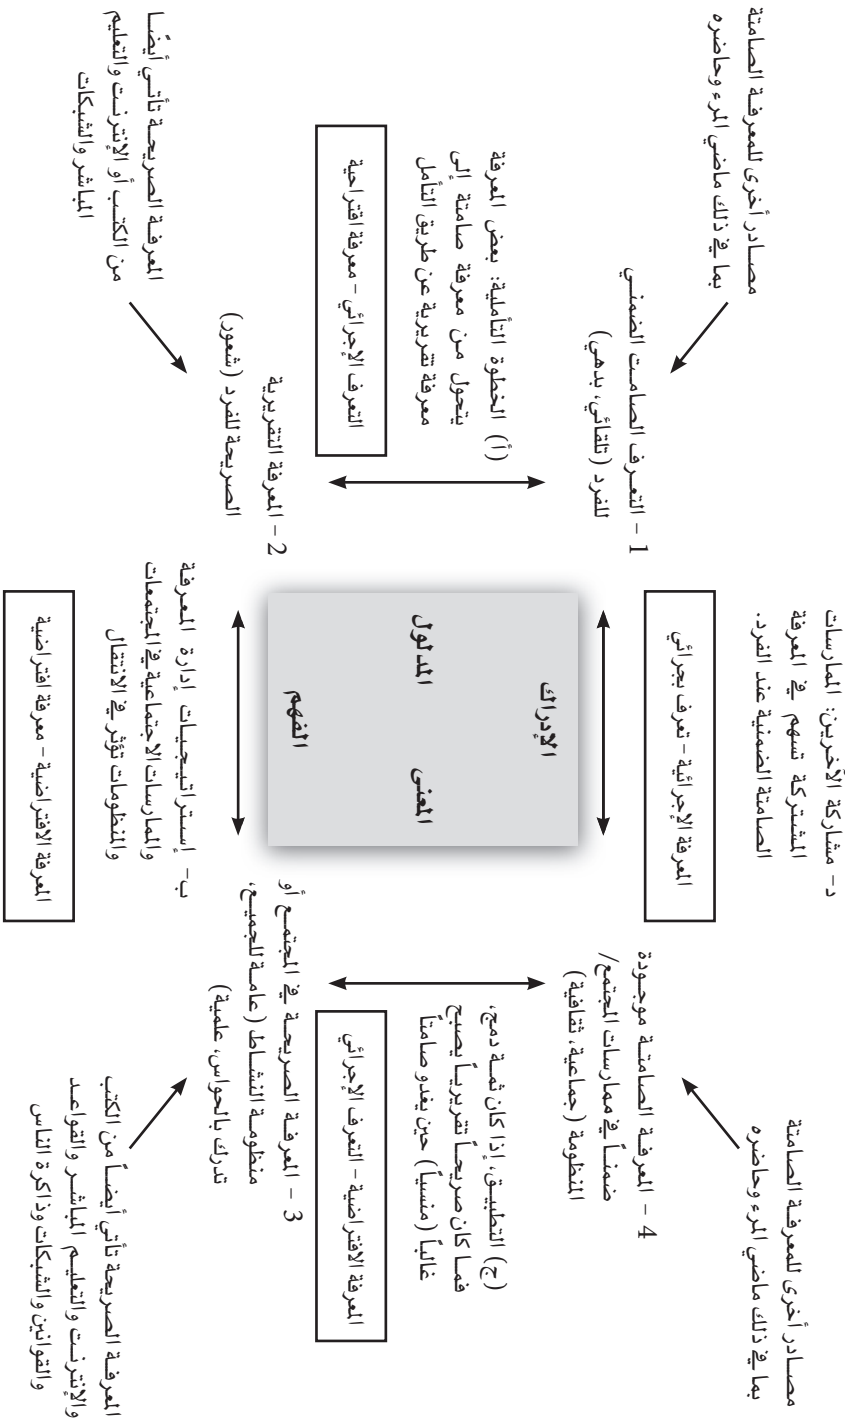 مصادر أخرى للمعرفة الصامتة
بما في ذلك ماضي المرء وحاضره
د- مشاركة الآخرين: الممارسات
المشتركة تسهم في المعرفة
الصامتة الضمنية عند الفرد.
المعرفة الإجرائية - تعرف بجرائي
مصادر أخرى للمعرفة الصامتة
بما في ذلك ماضي المرء وحاضره
4 – المعرفة الصامتة موجودة
ضمناً في ممارسات المجتمع/
المنظومة (جماعية، ثقافية)
1 – التعرف الصامت الضمني
للفرد (تلقائي، بدهي)
(ج) التطبيق، إذا كان ثمة دمج،
فما كان صريحاً تقريرياً يصبح
غالباً (منسياً) حين يغدو صامتاً
المعرفة الافتراضية - التعرف الإجرائي
الإدراك
المعنى
المدلول
الفهم
(أ) الخطوة التأملية: بعض المعرفة
يتحول من معرفة صامتة إلى
معرفة تقريرية عن طريق التأمل
التعرف الإجرائي - معرفة اقتراحية
3 – المعرفة الصريحة في المجتمع أو
منظومة النشاط (عامة للجميع،
تدرك بالحواس، علمية)
2 – المعرفة التقريرية
الصريحة للفرد (شعور)
ب- إستراتيجيات إدارة المعرفة
والممارسات الاجتماعية في المجتمعات
والمنظومات تؤثر في الانتقال
المعرفة الافتراضية - معرفة افتراضية
المعرفة الصريحة تأتي أيضاً من الكتب
والإنترنت والتعليم المباشر والقواعد
والقوانين والشبكات وذاكرة الناس
المعرفة الصريحة تأتي أيضًا
من الكتب أو الإنترنت والتعليم
المباشر والشبكات